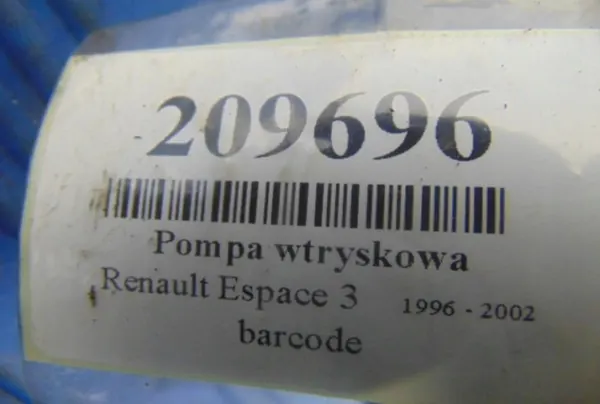 209696
Pompa wtryskowa
Renault Espace 3 1996 - 2002
barcode